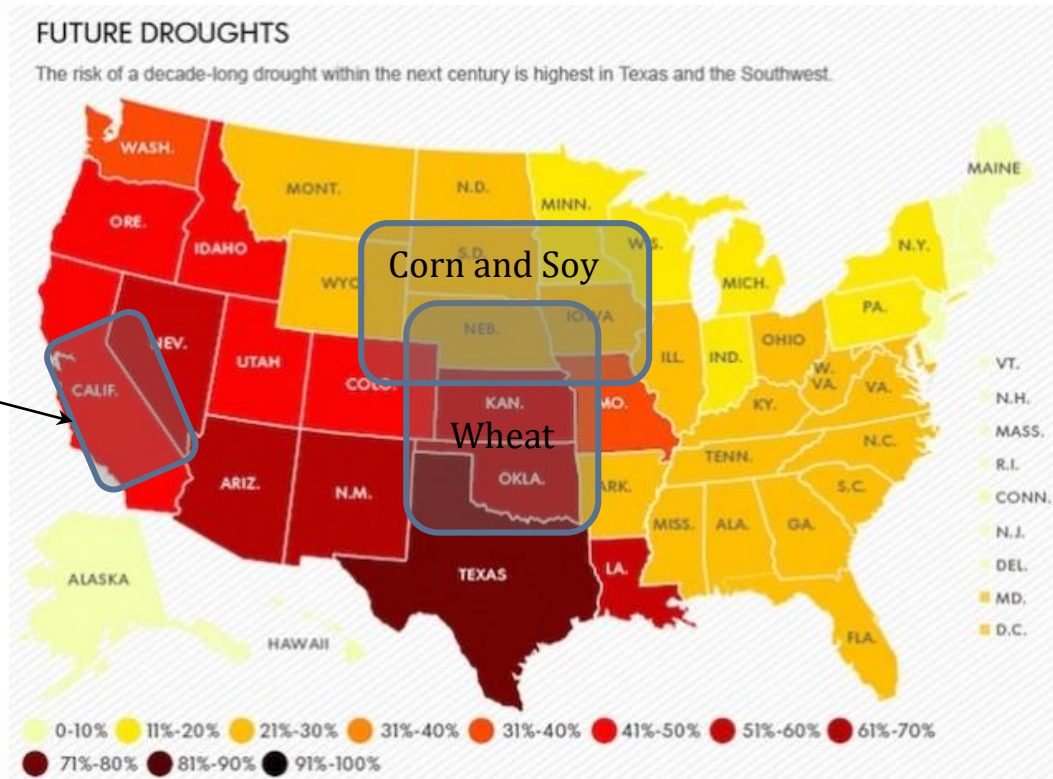 FUTURE DROUGHTS
The risk of a decade-long drought within the next century is highest in Texas and the Southwest.
WASH.
MAINE
MONT.
N.D.
MINN.
ORE.
IDAHO
N.Y.
S.D.
WIS.
Corn and Soy
WYO.
MICH.
PA.
NEV.
NEB.
IOWA
UTAH
COLO.
ILL.
IND.
OHIO
W. VA.
VA.
CALIF.
KAN.
MO.
KY.
Wheat
N.C.
TENN.
ARIZ.
N.M.
OKLA.
ARK.
S.C.
MISS.
ALA.
GA.
TEXAS
LA.
ALASKA
HAWAII
FLA.
VT.
N.H.
MASS.
R.I.
CONN.
N.J.
DEL.
MD.
D.C.
0-10% 11%-20% 21%-30% 31%-40% 31%-40% 41%-50% 51%-60% 61%-70%
71%-80% 81%-90% 91%-100%